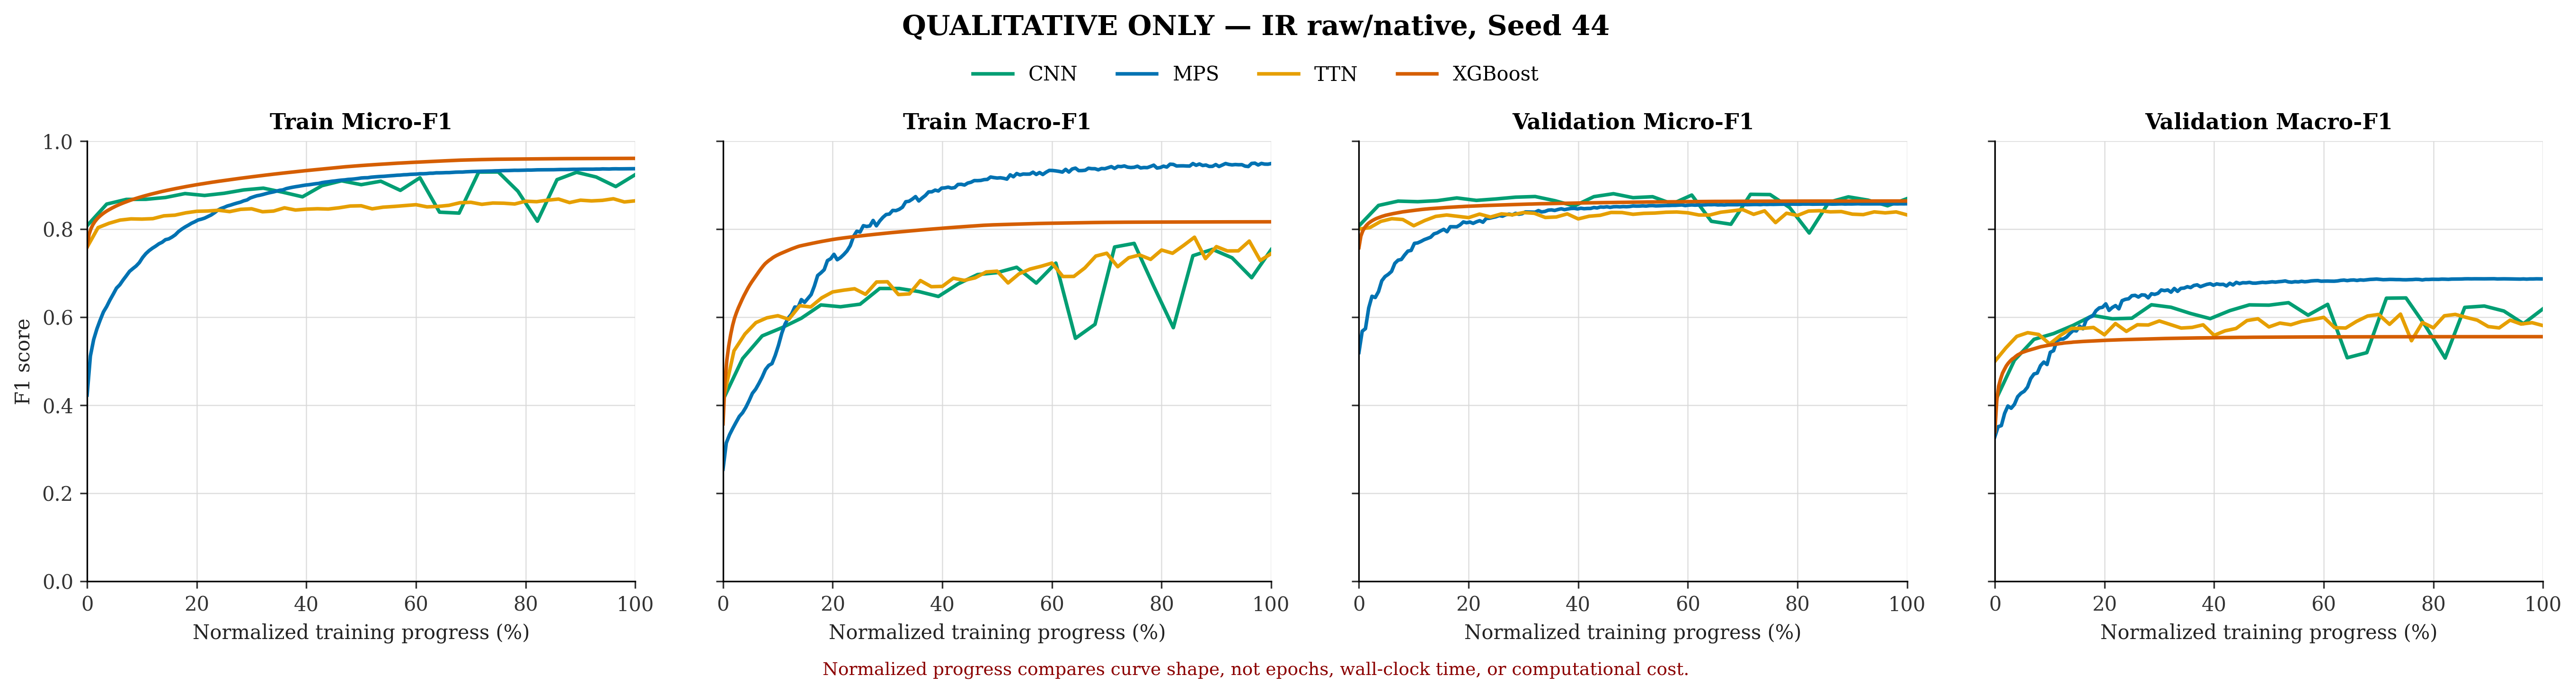 QUALITATIVE ONLY — IR raw/native, Seed 44
CNN MPS TTN XGBoost
Train Micro-F1
Train Macro-F1
Validation Micro-F1
Validation Macro-F1
F1 score
1.0
0.8
0.6
0.4
0.2
0.0
0 20 40 60 80 100
0 20 40 60 80 100
0 20 40 60 80 100
0 20 40 60 80 100
Normalized training progress (%)
Normalized training progress (%)
Normalized training progress (%)
Normalized training progress (%)
Normalized progress compares curve shape, not epochs, wall-clock time, or computational cost.